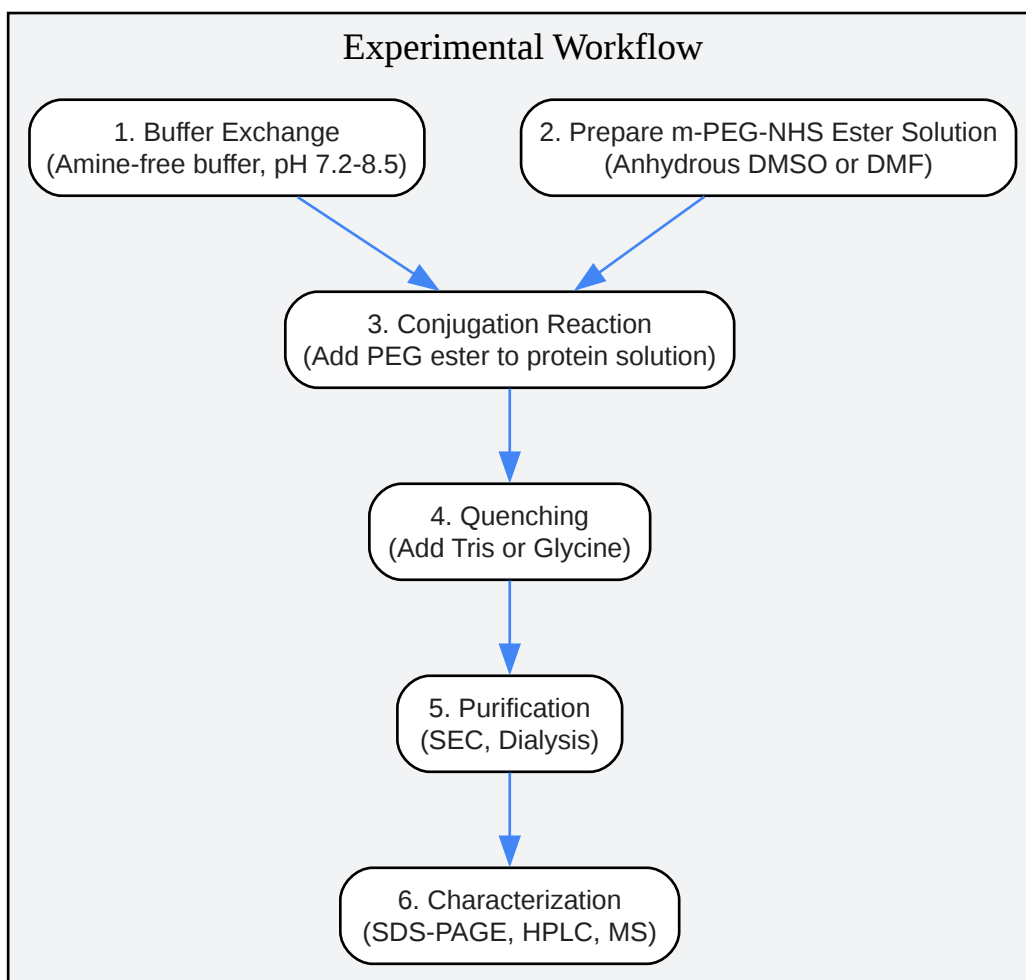 Experimental Workflow
1. Buffer Exchange
(Amine-free buffer, pH 7.2-8.5)
2. Prepare m-PEG-NHS Ester Solution
(Anhydrous DMSO or DMF)
3. Conjugation Reaction
(Add PEG ester to protein solution)
4. Quenching
(Add Tris or Glycine)
5. Purification
(SEC, Dialysis)
6. Characterization
(SDS-PAGE, HPLC, MS)